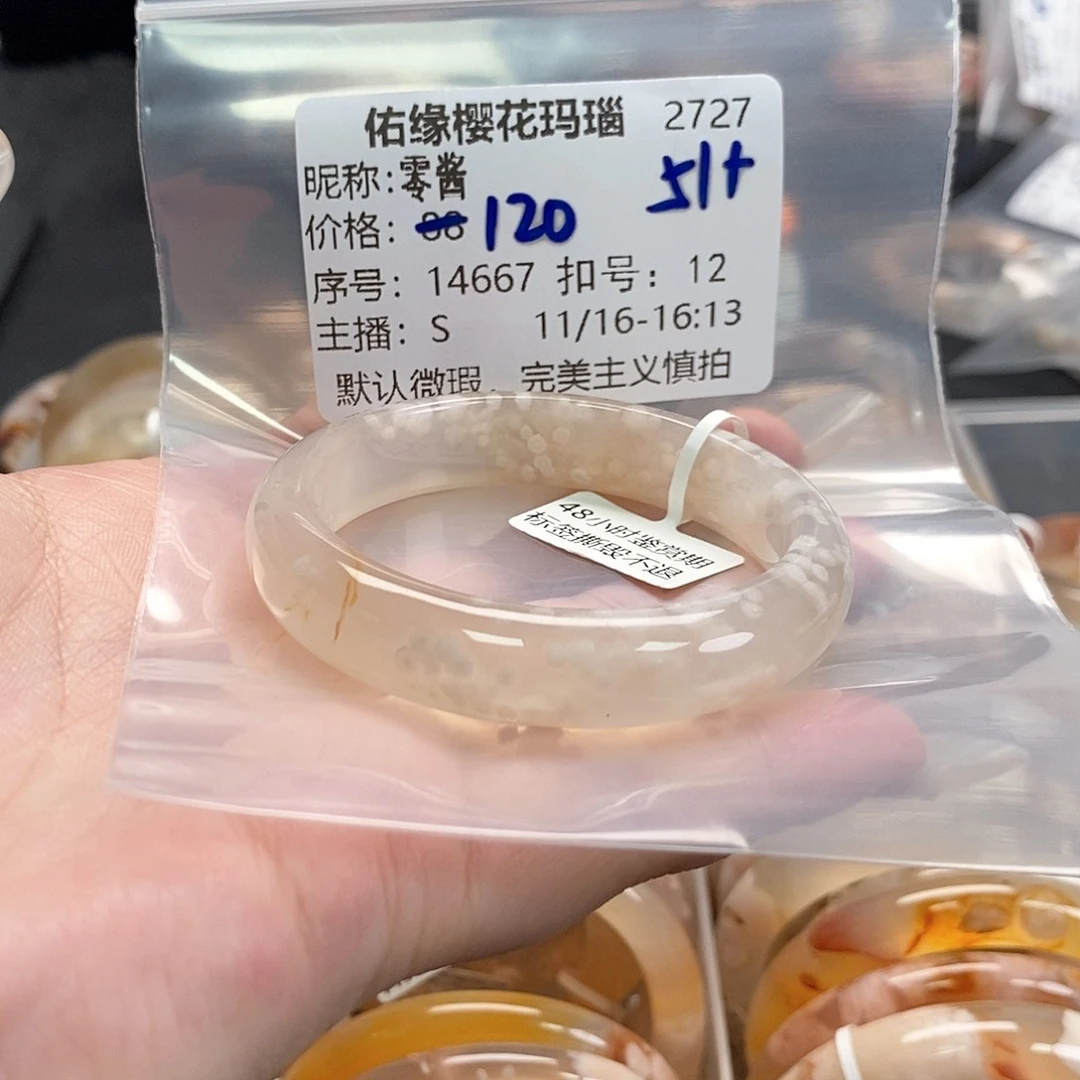 佑缘樱花玛瑙 2727
昵称:零酱 51+
价格: 88 120
序号: 14667 扣号: 12
主播: S 11/16-16:13
默认微瑕、完美主义慎拍
48小时鉴赏期
标签撕毁不退